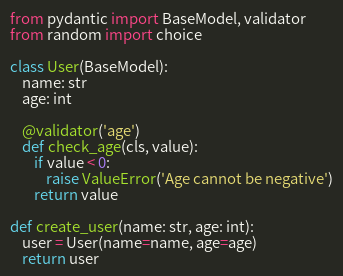 from pydantic import BaseModel, validator
from random import choice

class User(BaseModel):
    name: str
    age: int

    @validator('age')
    def check_age(cls, value):
        if value < 0:
            raise ValueError('Age cannot be negative')
        return value

def create_user(name: str, age: int):
    user = User(name=name, age=age)
    return user